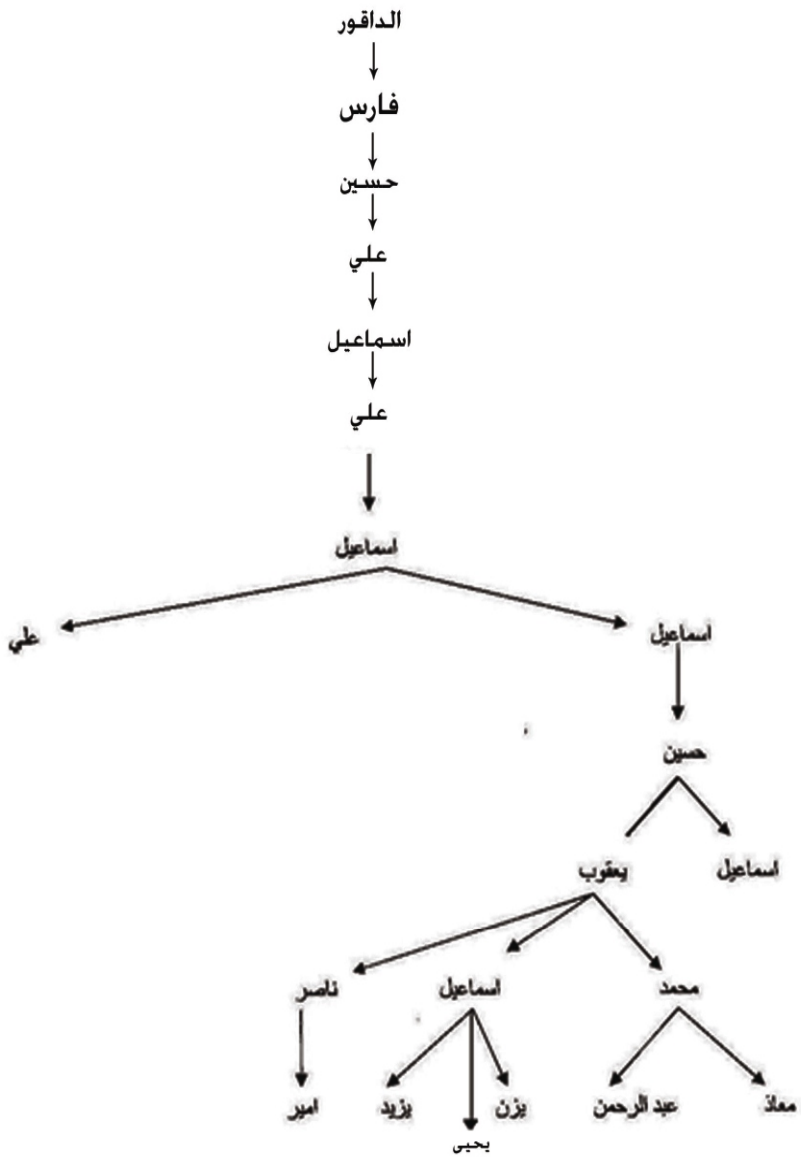 الداقور
فارس
حسين
علي
اسماعيل
علي
اسماعيل
اسماعيل
علي
حسين
اسماعيل
يعقوب
محمد
اسماعيل
ناصر
معاذ
عبد الرحمن
يزن
يزيد
امير
يحيى